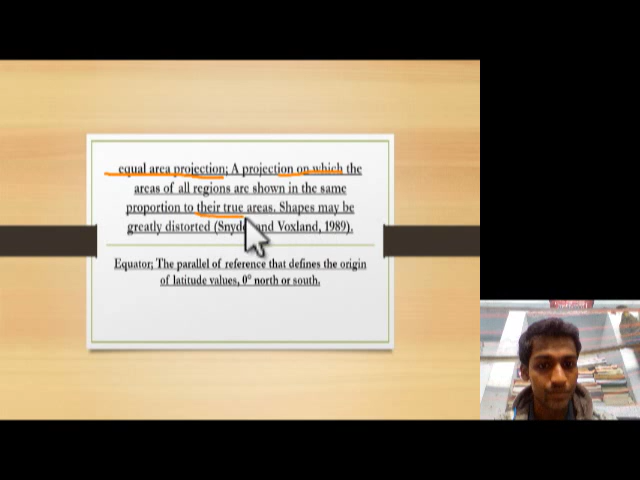 equal area projection; A projection on which the
areas of all regions are shown in the same
proportion to their true areas. Shapes may be
greatly distorted (Snyder and Voxland, 1989).
Equator; The parallel of reference that defines the origin
of latitude values, 0° north or south.